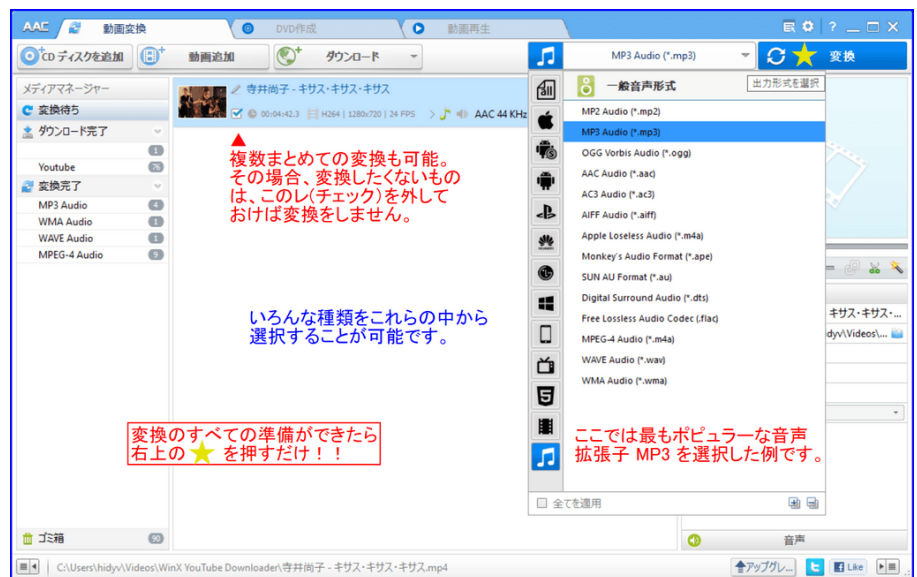 AAC
動画変換
DVD作成
動画再生
CD ディスクを追加
動画追加
ダウンロード
MP3 Audio (*.mp3)
変換
メディアマネージャー
変換待ち
ダウンロード完了
1
Youtube 76
変換完了
MP3 Audio 4
WMA Audio 1
WAVE Audio 1
MPEG-4 Audio 9
ゴミ箱 90
寺井尚子 - キサス・キサス・キサス
00:04:42.3 H264 | 1280x720 | 24 FPS AAC 44 KHz
▲
複数まとめての変換も可能。
その場合、変換したくないもの
は、このレ(チェック)を外して
おけば変換をしません。
いろんな種類をこれらの中から
選択することが可能です。
変換のすべての準備ができたら
右上の ★ を押すだけ！！
一般音声形式
出力形式を選択
MP2 Audio (*.mp2)
MP3 Audio (*.mp3)
OGG Vorbis Audio (*.ogg)
AAC Audio (*.aac)
AC3 Audio (*.ac3)
AIFF Audio (*.aiff)
Apple Loseless Audio (*.m4a)
Monkey's Audio Format (*.ape)
SUN AU Format (*.au)
Digital Surround Audio (*.dts)
Free Lossless Audio Codec (.flac)
MPEG-4 Audio (*.m4a)
WAVE Audio (*.wav)
WMA Audio (*.wma)
ここでは最もポピュラーな音声
拡張子 MP3 を選択した例です。
全てを適用
キサス・キサス・...
dyv\Videos\...
音声
C:\Users\hidyv\Videos\WinX YouTube Downloader\寺井尚子 - キサス・キサス・キサス.mp4
アップグレ...
Like